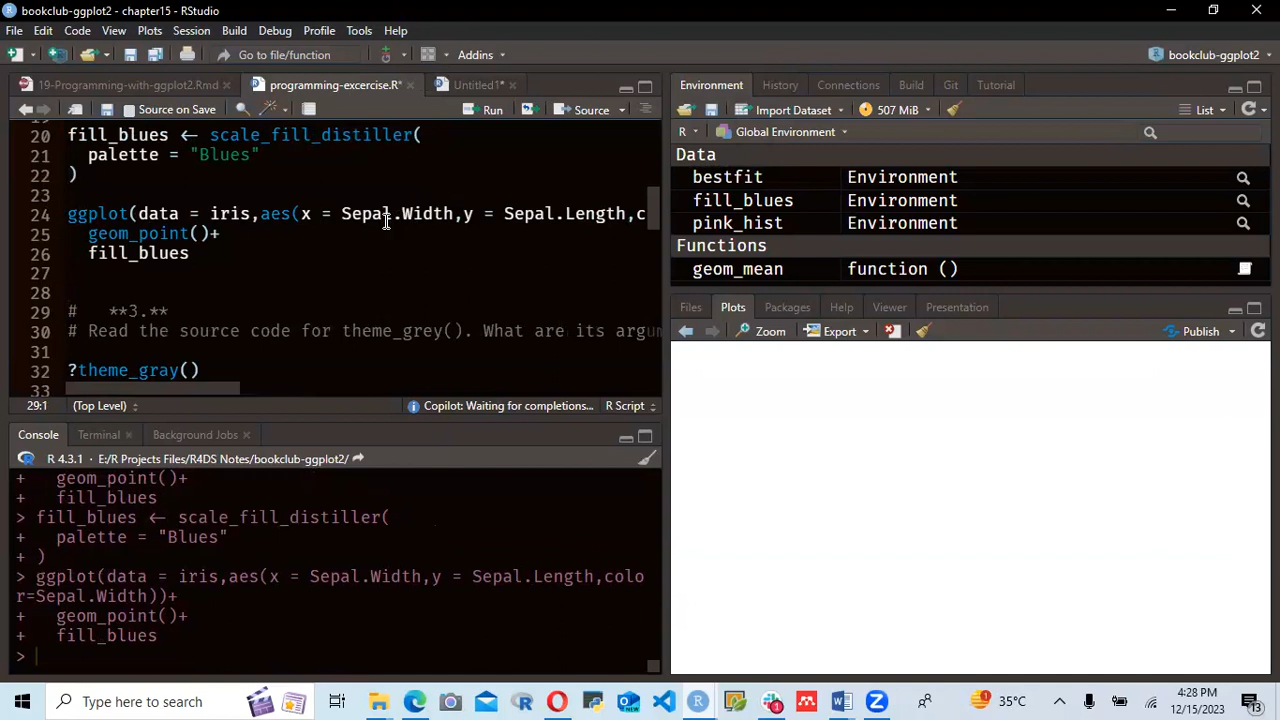 bookclub-ggplot2 - chapter15 - RStudio
File Edit Code View Plots Session Build Debug Profile Tools Help
Go to file/function Addins bookclub-ggplot2
19-Programming-with-ggplot2.Rmd programming-excercise.R* Untitled1*
Source on Save Run Source
20 fill_blues ← scale_fill_distiller(
21 palette = "Blues"
22 )
23
24 ggplot(data = iris,aes(x = Sepal.Width,y = Sepal.Length,c
25 geom_point()+
26 fill_blues
27
28
29 # **3.**
30 # Read the source code for theme_grey(). What are its argu
31
32 ?theme_gray()
33
29:1 (Top Level) Copilot: Waiting for completions... R Script
Console Terminal Background Jobs
R 4.3.1 · E:/R Projects Files/R4DS Notes/bookclub-ggplot2/
+ geom_point()+
+ fill_blues
> fill_blues ← scale_fill_distiller(
+ palette = "Blues"
+ )
> ggplot(data = iris,aes(x = Sepal.Width,y = Sepal.Length,colo
r=Sepal.Width))+
+ geom_point()+
+ fill_blues
>
Environment History Connections Build Git Tutorial
Import Dataset 507 MiB List
R Global Environment
Data
bestfit Environment
fill_blues Environment
pink_hist Environment
Functions
geom_mean function ()
Files Plots Packages Help Viewer Presentation
Zoom Export Publish
Type here to search
1 35°C
4:28 PM
12/15/2023
13